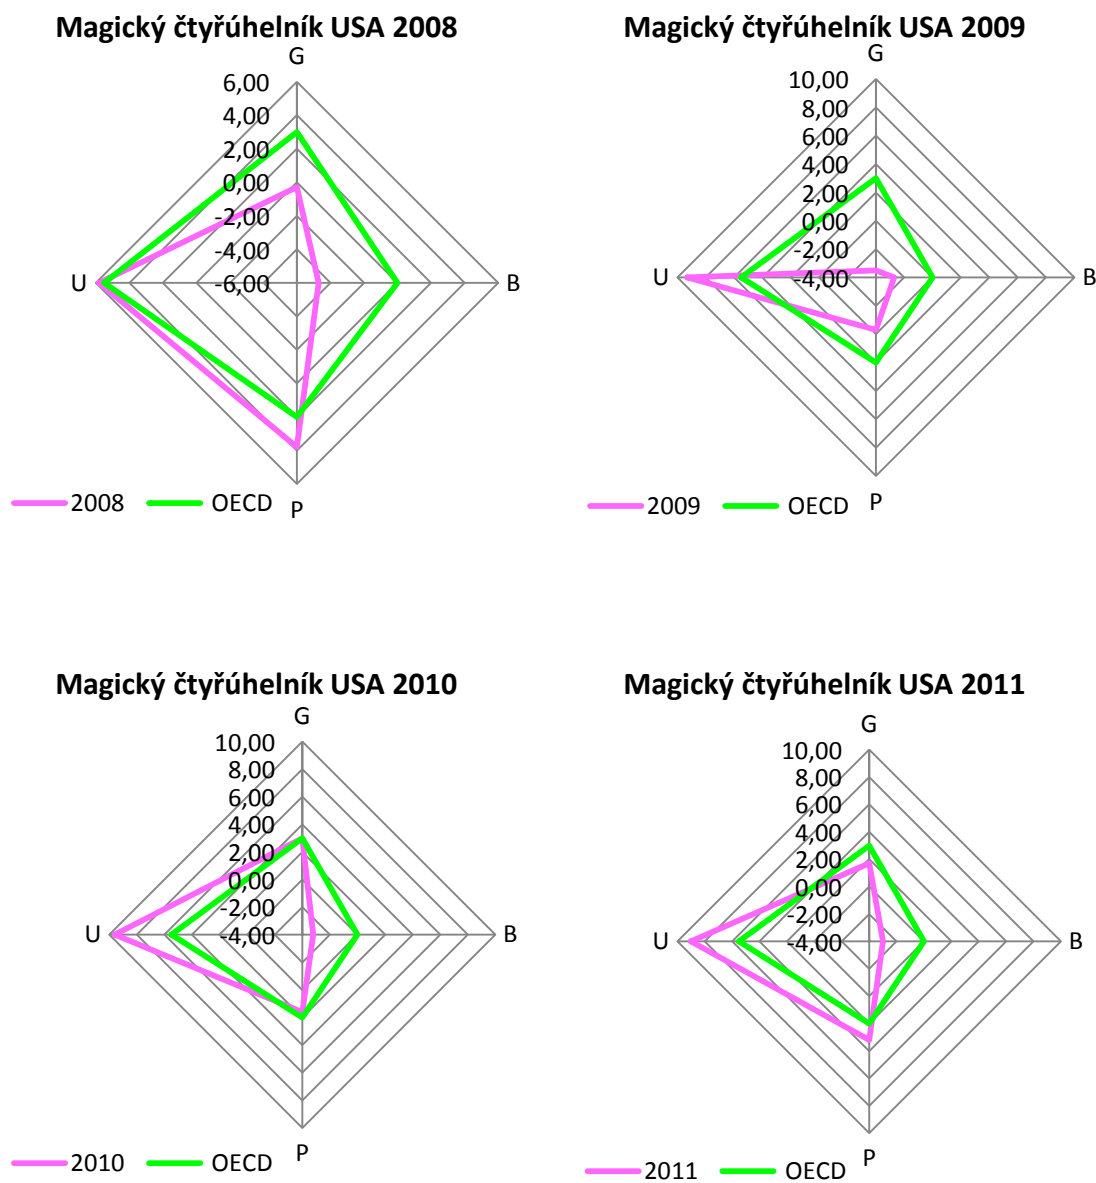 Magický čtyřúhelník USA 2008
G
6,00
4,00
2,00
0,00
-2,00
-4,00
-6,00
U
B
P
2008
OECD
Magický čtyřúhelník USA 2009
G
10,00
8,00
6,00
4,00
2,00
0,00
-2,00
-4,00
U
B
P
2009
OECD
Magický čtyřúhelník USA 2010
G
10,00
8,00
6,00
4,00
2,00
0,00
-2,00
-4,00
U
B
P
2010
OECD
Magický čtyřúhelník USA 2011
G
10,00
8,00
6,00
4,00
2,00
0,00
-2,00
-4,00
U
B
P
2011
OECD